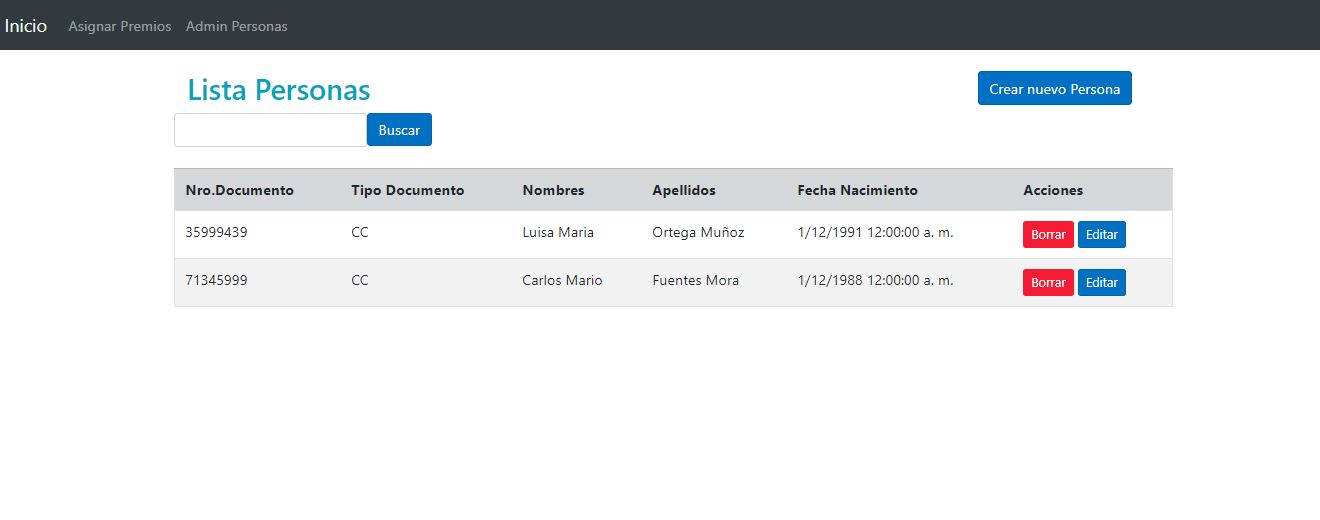 Inicio Asignar Premios Admin Personas
Lista Personas Crear nuevo Persona
Buscar
Nro.Documento Tipo Documento Nombres Apellidos Fecha Nacimiento Acciones
35999439 CC Luisa Maria Ortega Muñoz 1/12/1991 12:00:00 a. m. Borrar Editar
71345999 CC Carlos Mario Fuentes Mora 1/12/1988 12:00:00 a. m. Borrar Editar